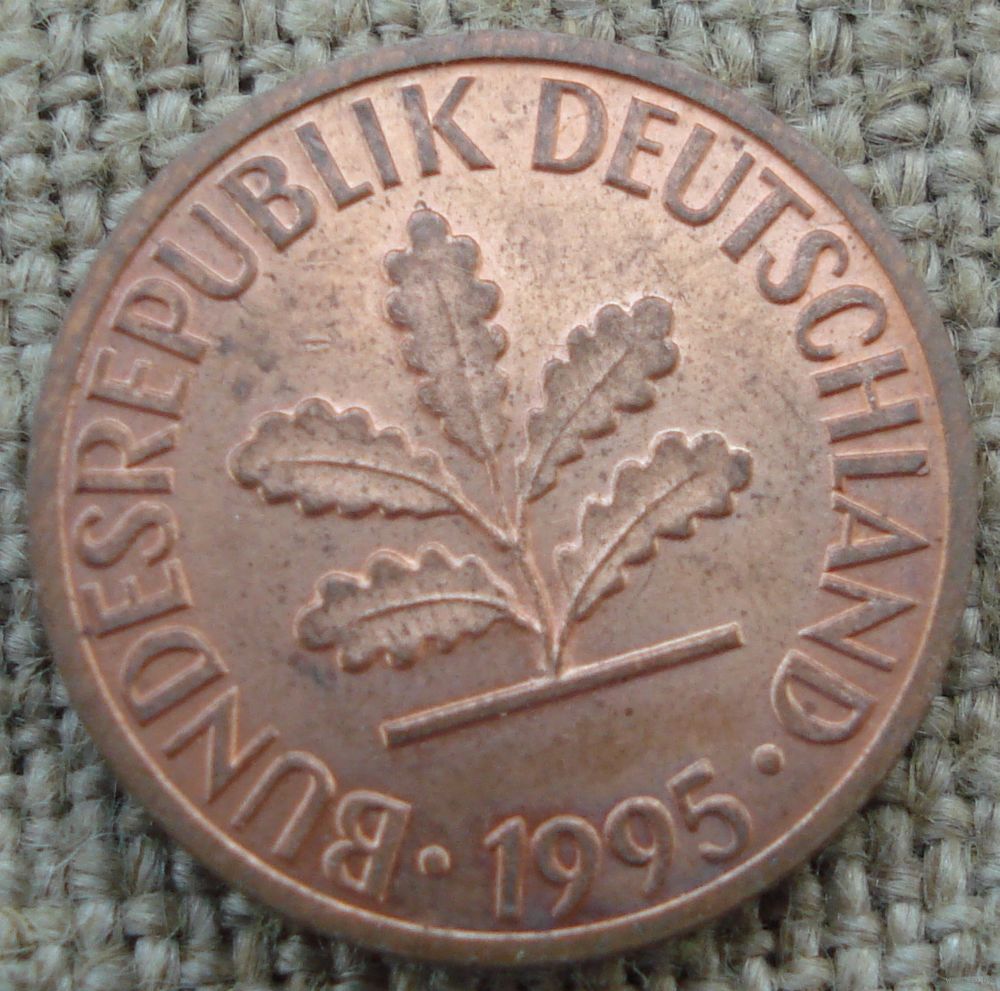 BUNDESREPUBLIK DEUTSCHLAND
· 1995 ·